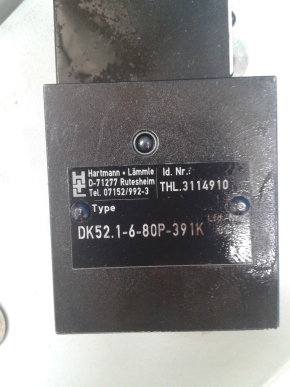 Hartmann + Lämmle
D-71277 Rutesheim
Tel. 07152/992-3
Id. Nr.:
THL.3114910
Type
DK52.1-6-80P-391K